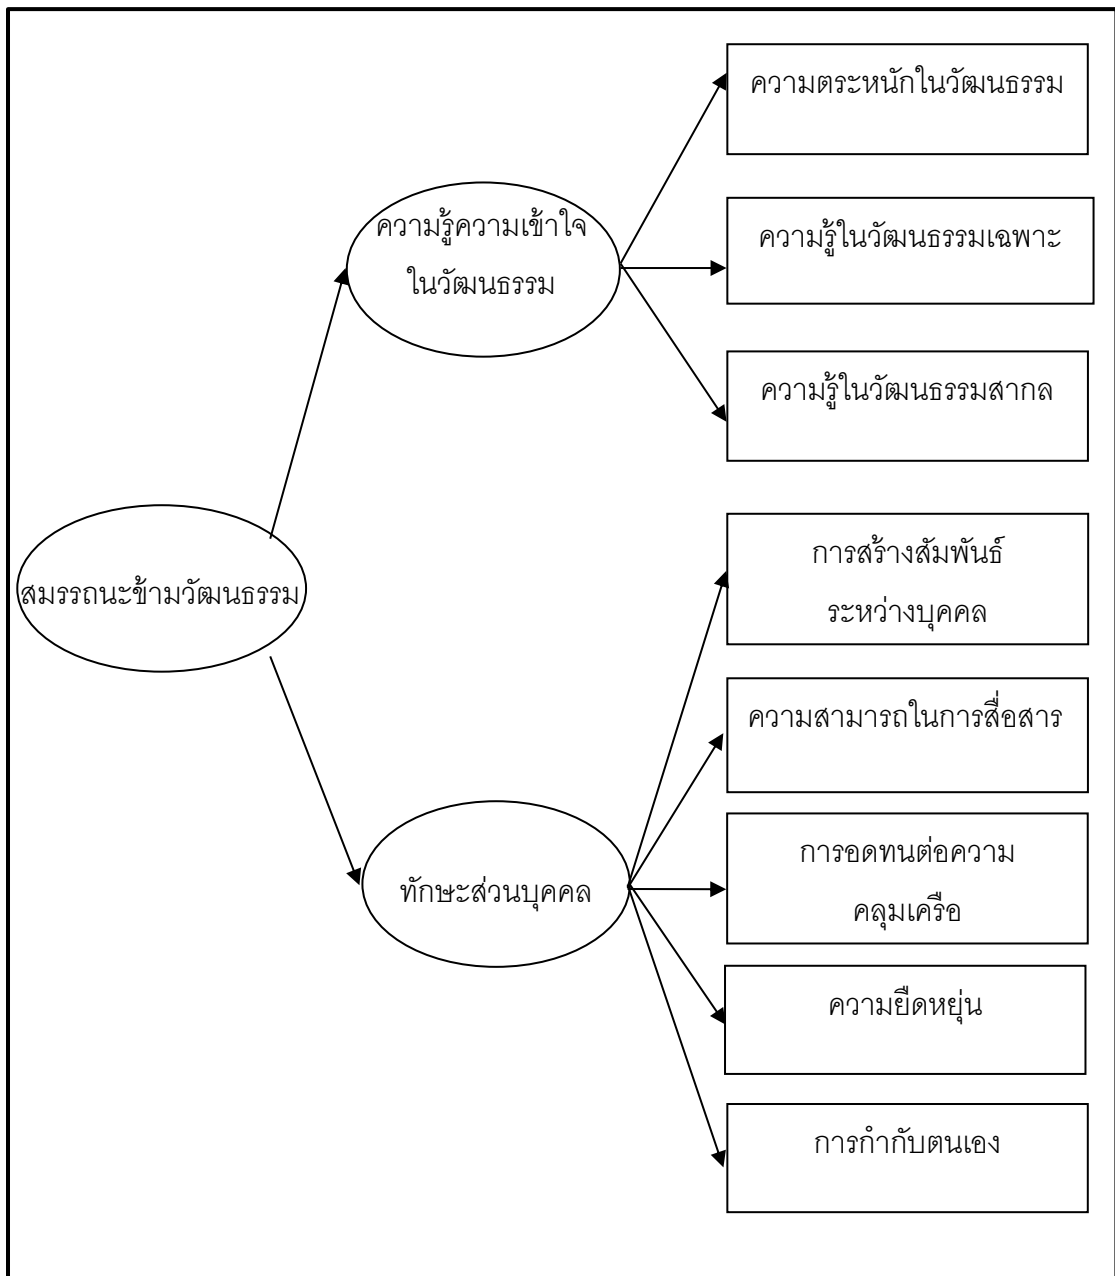 ความตระหนักในวัฒนธรรม
ความรู้ความเข้าใจ
ในวัฒนธรรม
ความรู้ในวัฒนธรรมเฉพาะ
ความรู้ในวัฒนธรรมสากล
สมรรถนะข้ามวัฒนธรรม
การสร้างสัมพันธ์
ระหว่างบุคคล
ความสามารถในการสื่อสาร
ทักษะส่วนบุคคล
การอดทนต่อความ
คลุมเครือ
ความยืดหยุ่น
การกำกับตนเอง